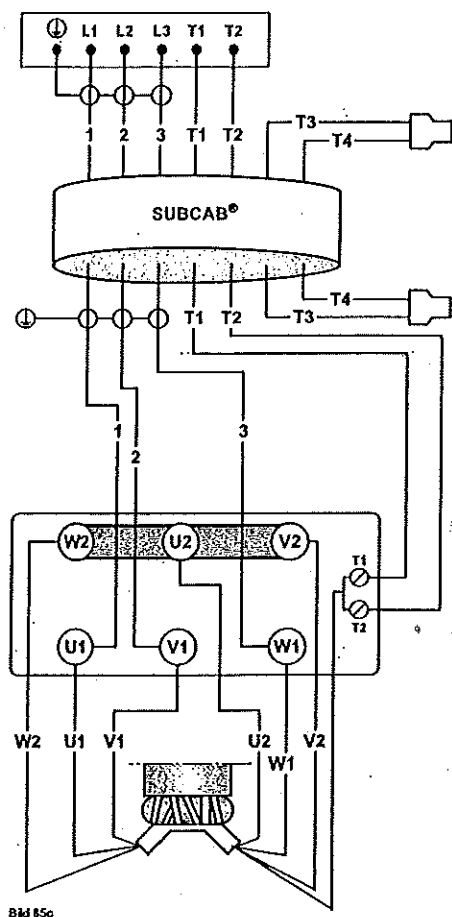 L1 L2 L3 T1 T2
1 2 3 T1 T2 T3
T4
SUBCAB®
T1 T2 T4
T3
1
2
3
W2 U2 V2
T1
T2
U1 V1 W1
W2 U1 V1 U2 W1 V2
Bild 85c